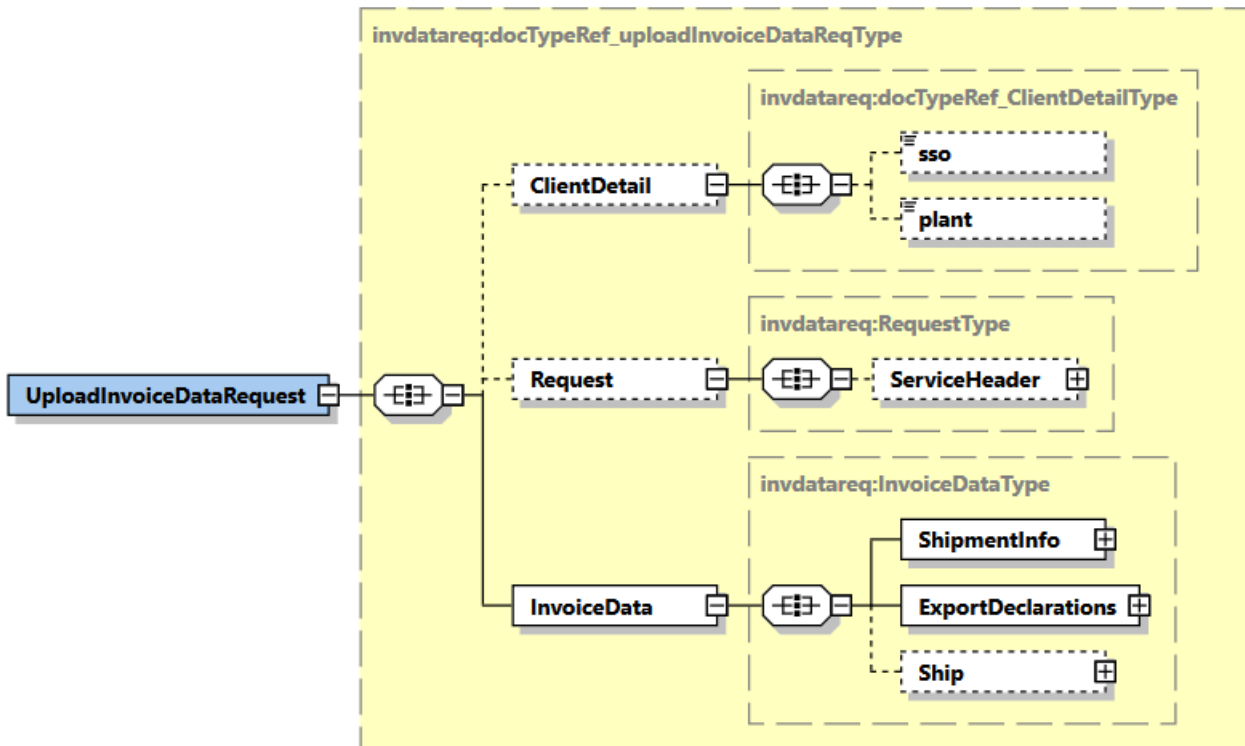 invdatareq:docTypeRef_uploadInvoiceDataReqType
invdatareq:docTypeRef_ClientDetailType
sso
ClientDetail
plant
invdatareq:RequestType
UploadInvoiceDataRequest
Request
ServiceHeader
invdatareq:InvoiceDataType
ShipmentInfo
InvoiceData
ExportDeclarations
Ship